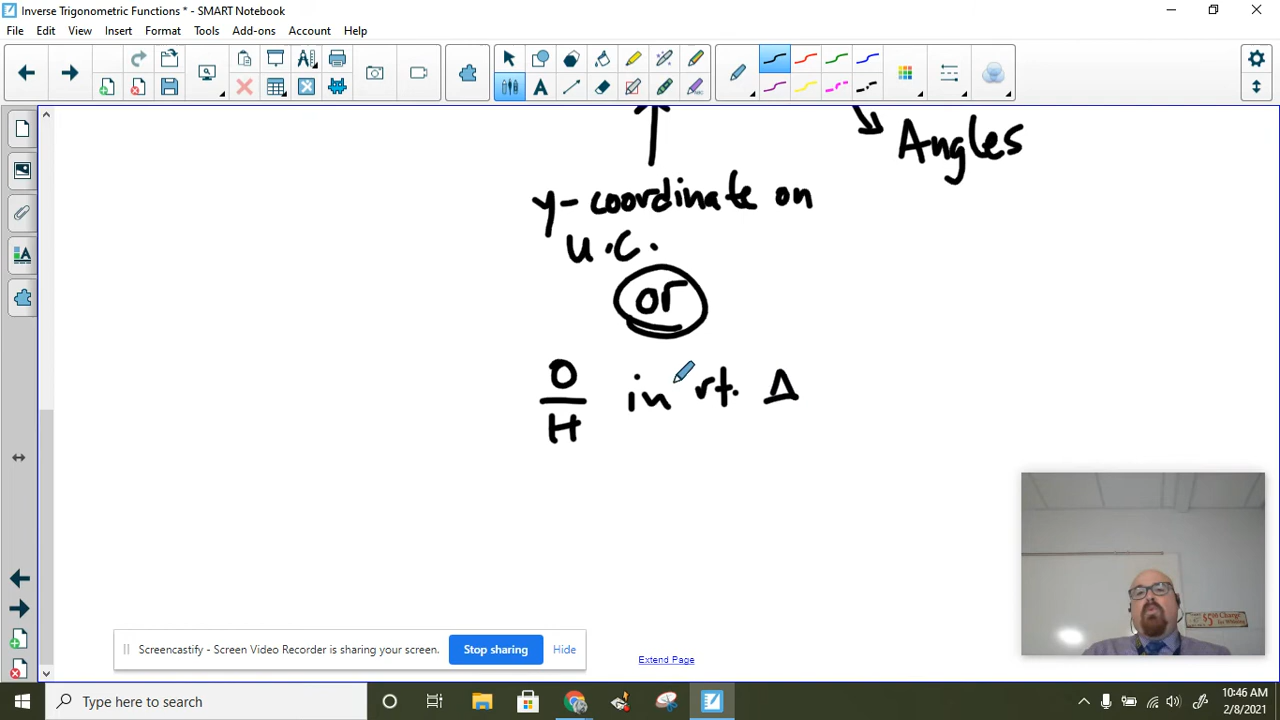 Inverse Trigonometric Functions * - SMART Notebook
File Edit View Insert Format Tools Add-ons Account Help
Angles
y-coordinate on
U.C.
or
O
H
in rt. Δ
Screencastify - Screen Video Recorder is sharing your screen. Stop sharing Hide
Extend Page
Type here to search
10:46 AM
2/8/2021